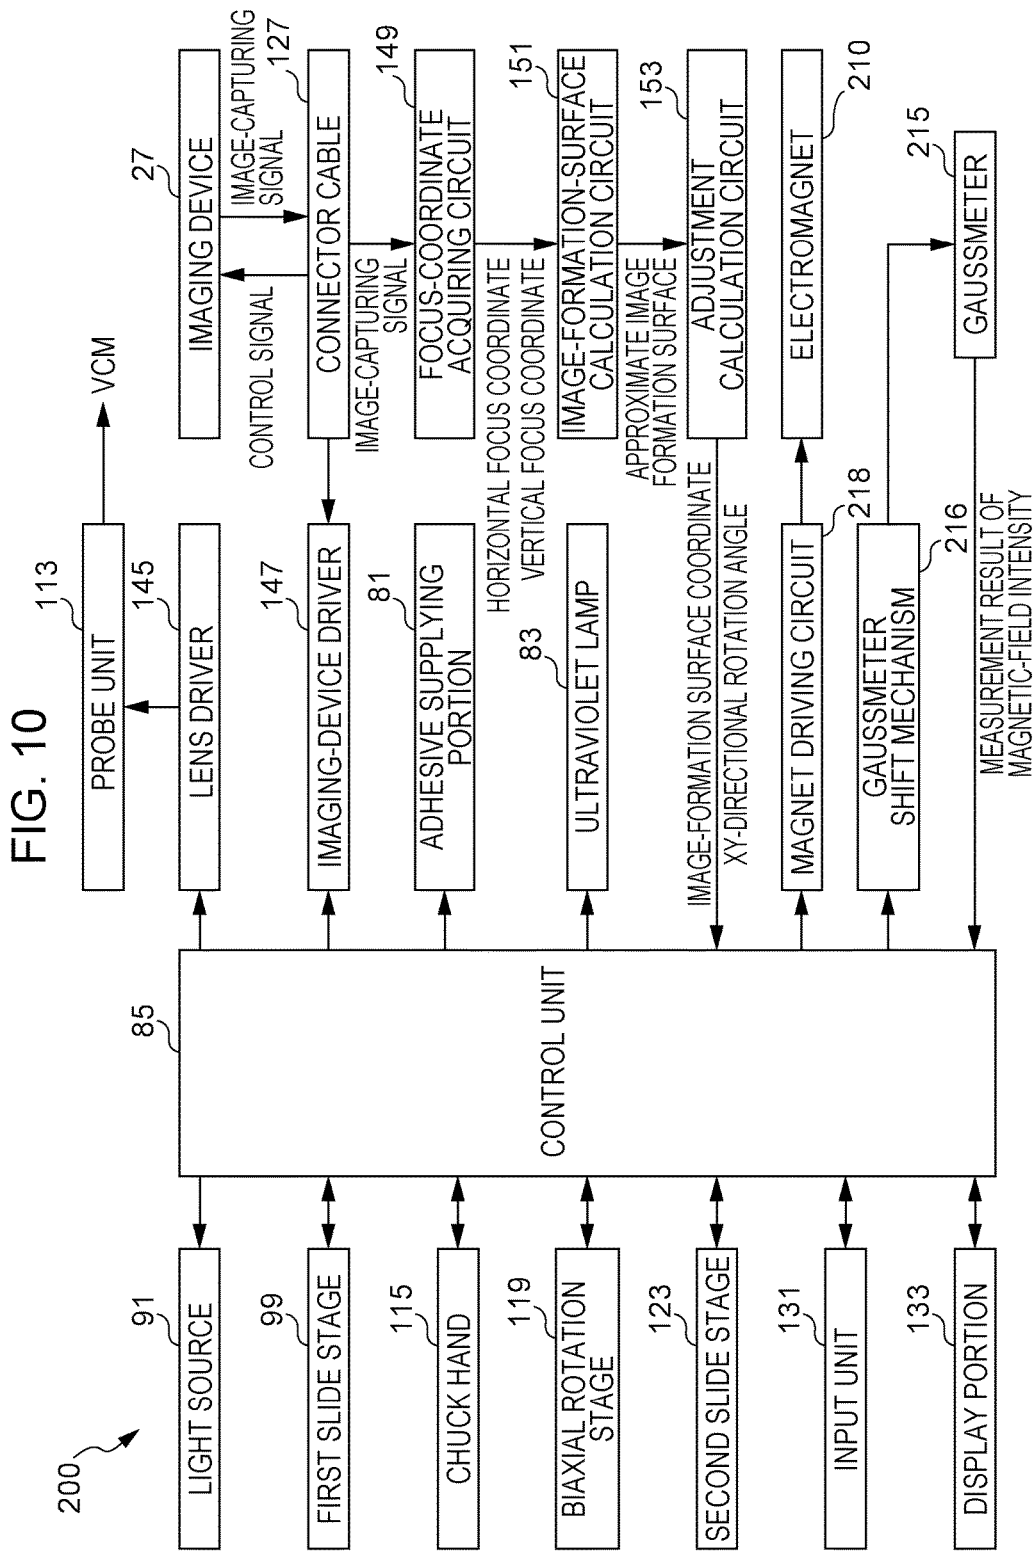 FIG. 10
200
LIGHT SOURCE
91
FIRST SLIDE STAGE
99
CHUCK HAND
115
BIAXIAL ROTATION
STAGE
119
SECOND SLIDE STAGE
123
INPUT UNIT
131
DISPLAY PORTION
133
CONTROL UNIT
85
PROBE UNIT
113
VCM
LENS DRIVER
145
IMAGING-DEVICE DRIVER
147
ADHESIVE SUPPLYING
PORTION
81
ULTRAVIOLET LAMP
83
IMAGE-FORMATION SURFACE COORDINATE
XY-DIRECTIONAL ROTATION ANGLE
MAGNET DRIVING CIRCUIT
218
GAUSSMETER
SHIFT MECHANISM
216
MEASUREMENT RESULT OF
MAGNETIC-FIELD INTENSITY
IMAGING DEVICE
27
CONTROL SIGNAL
IMAGE-CAPTURING
SIGNAL
CONNECTOR CABLE
127
IMAGE-CAPTURING
SIGNAL
FOCUS-COORDINATE
ACQUIRING CIRCUIT
149
HORIZONTAL FOCUS COORDINATE
VERTICAL FOCUS COORDINATE
IMAGE-FORMATION-SURFACE
CALCULATION CIRCUIT
151
APPROXIMATE IMAGE
FORMATION SURFACE
ADJUSTMENT
CALCULATION CIRCUIT
153
ELECTROMAGNET
210
GAUSSMETER
215